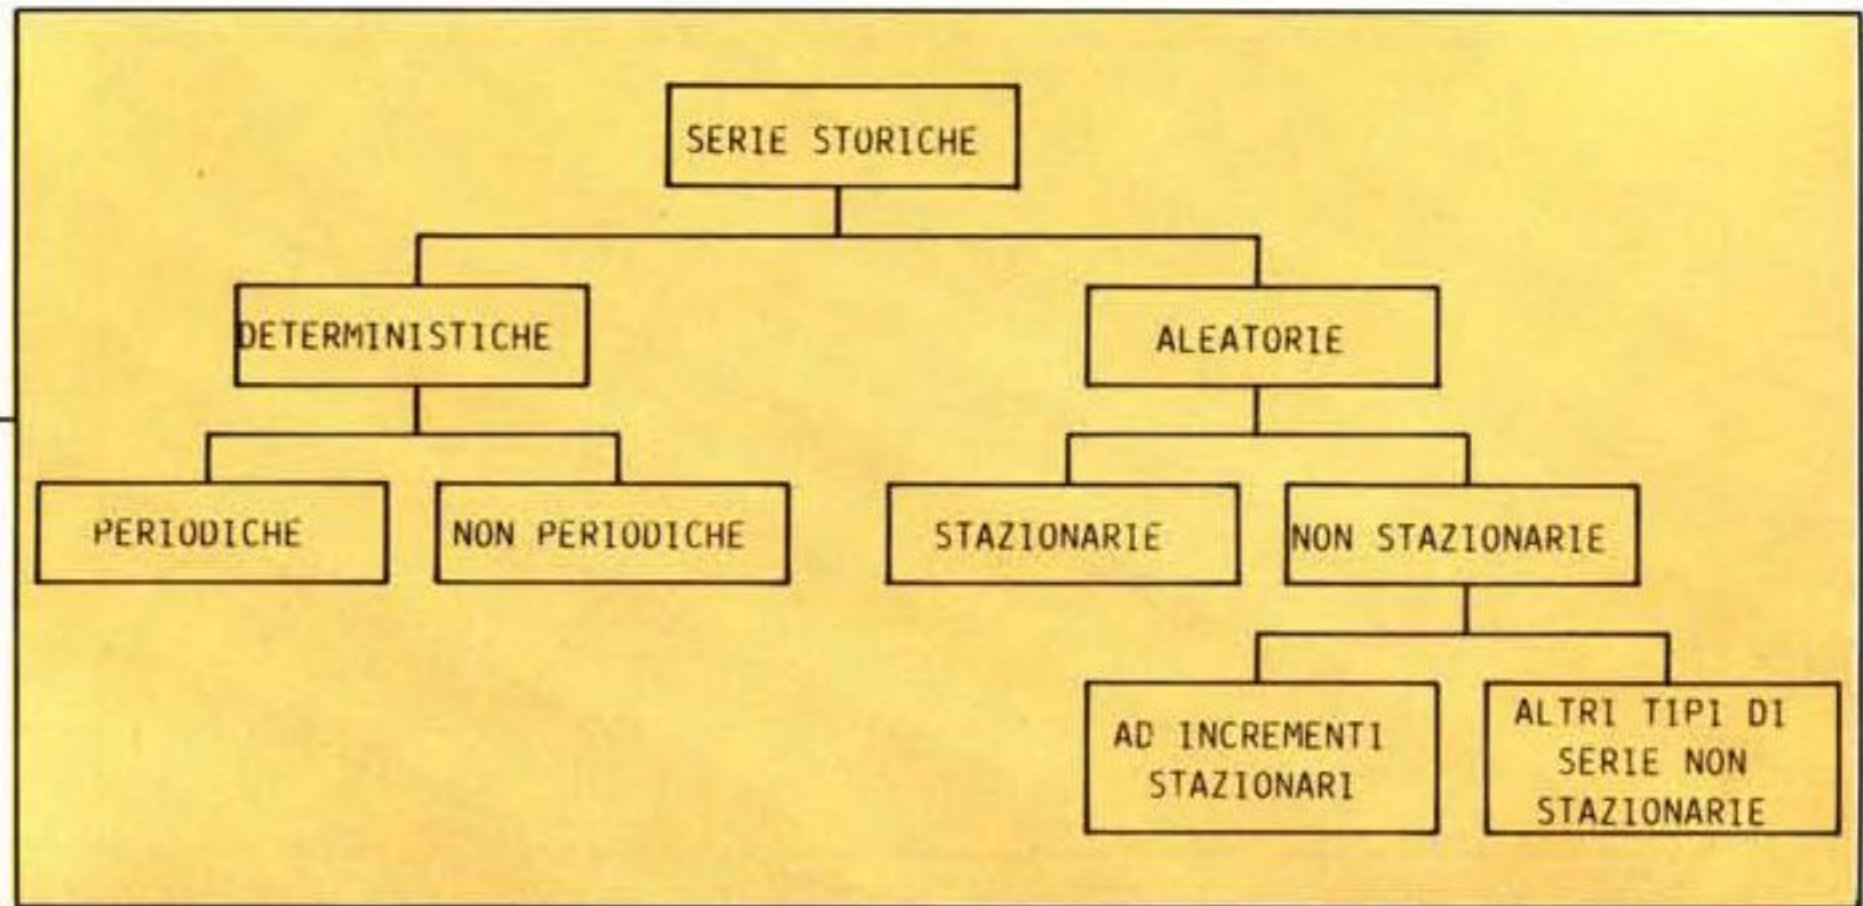 SERIE STORICHE
DETERMINISTICHE
ALEATORIE
PERIODICHE
NON PERIODICHE
STAZIONARIE
NON STAZIONARIE
AD INCREMENTI
STAZIONARI
ALTRI TIPI DI
SERIE NON
STAZIONARIE